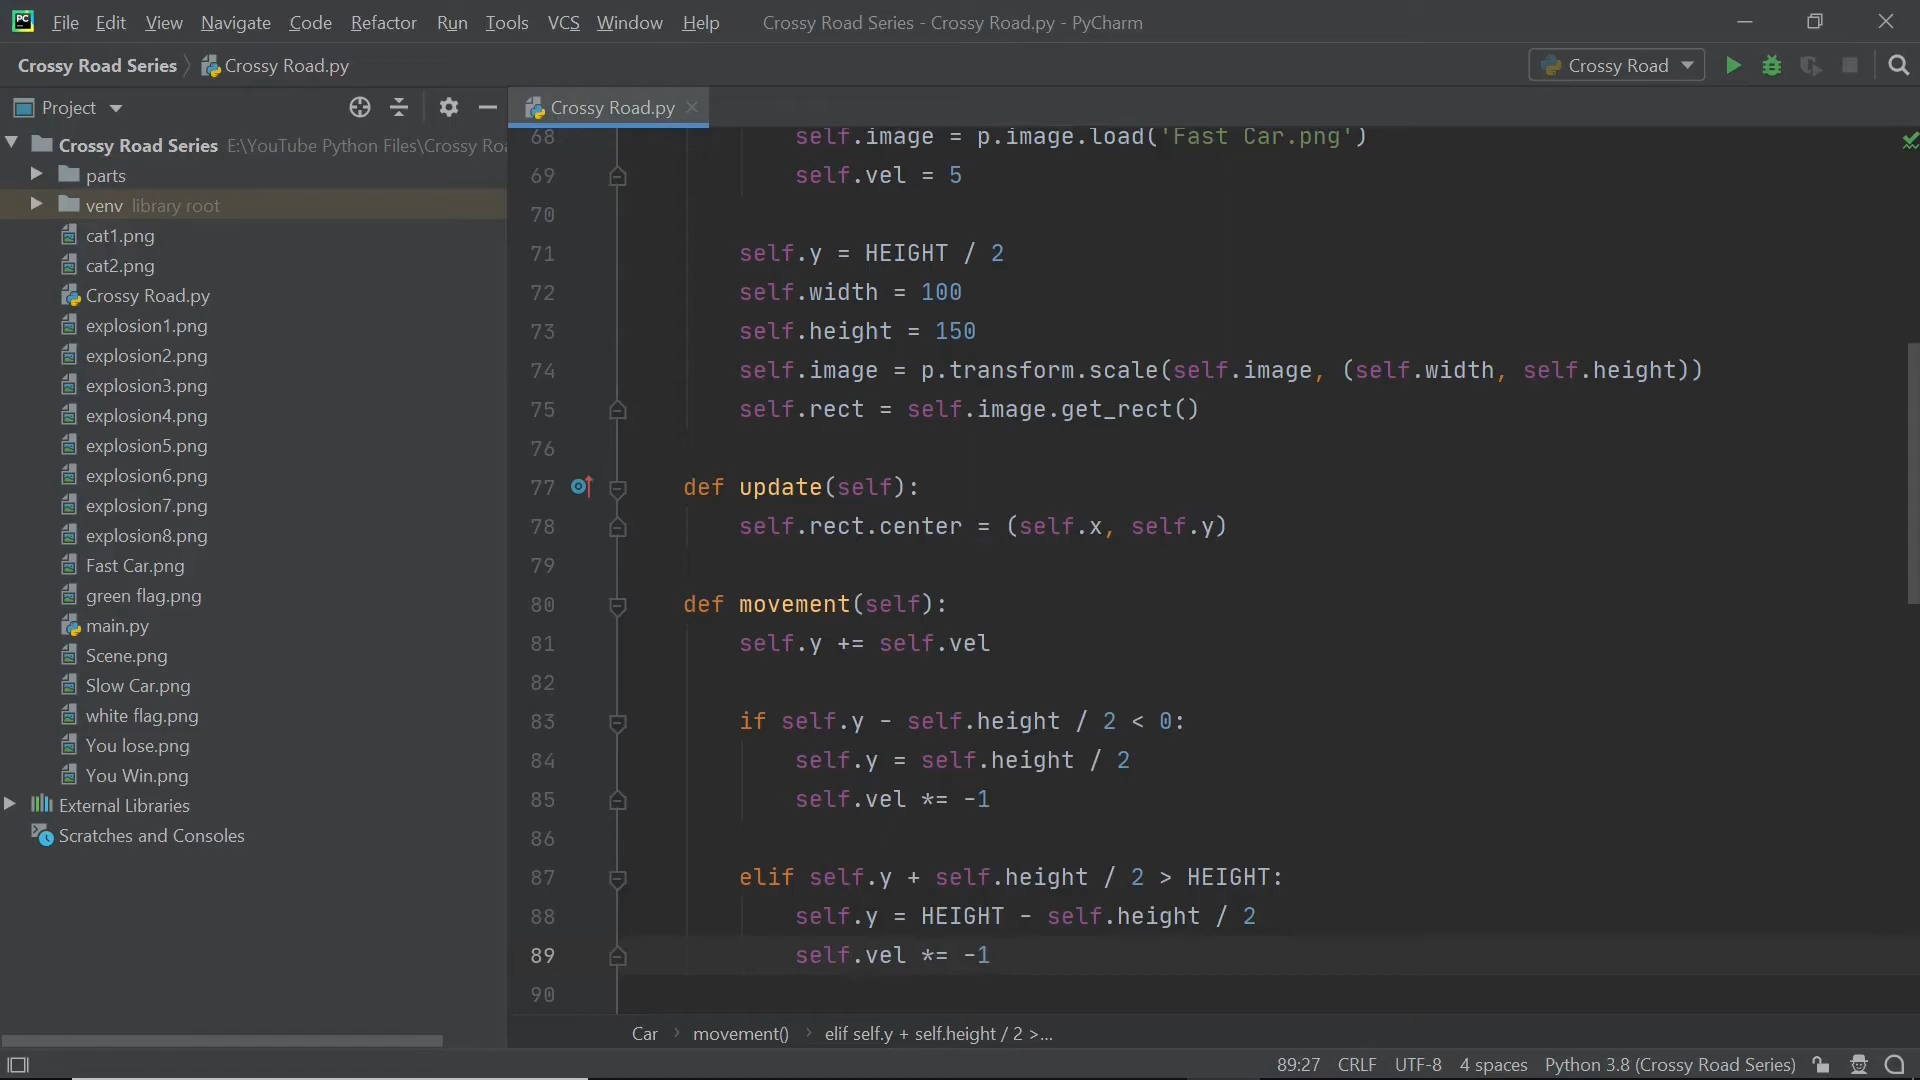 File Edit View Navigate Code Refactor Run Tools VCS Window Help Crossy Road Series - Crossy Road.py - PyCharm
Crossy Road Series Crossy Road.py Crossy Road
Project
Crossy Road.py
Crossy Road Series E:\YouTube Python Files\Crossy Roa
parts
venv library root
cat1.png
cat2.png
Crossy Road.py
explosion1.png
explosion2.png
explosion3.png
explosion4.png
explosion5.png
explosion6.png
explosion7.png
explosion8.png
Fast Car.png
green flag.png
main.py
Scene.png
Slow Car.png
white flag.png
You lose.png
You Win.png
External Libraries
Scratches and Consoles
68 self.image = p.image.load('Fast Car.png')
69 self.vel = 5
70
71 self.y = HEIGHT / 2
72 self.width = 100
73 self.height = 150
74 self.image = p.transform.scale(self.image, (self.width, self.height))
75 self.rect = self.image.get_rect()
76
77 def update(self):
78 self.rect.center = (self.x, self.y)
79
80 def movement(self):
81 self.y += self.vel
82
83 if self.y - self.height / 2 < 0:
84 self.y = self.height / 2
85 self.vel *= -1
86
87 elif self.y + self.height / 2 > HEIGHT:
88 self.y = HEIGHT - self.height / 2
89 self.vel *= -1
90
Car movement() elif self.y + self.height / 2 >...
89:27 CRLF UTF-8 4 spaces Python 3.8 (Crossy Road Series)